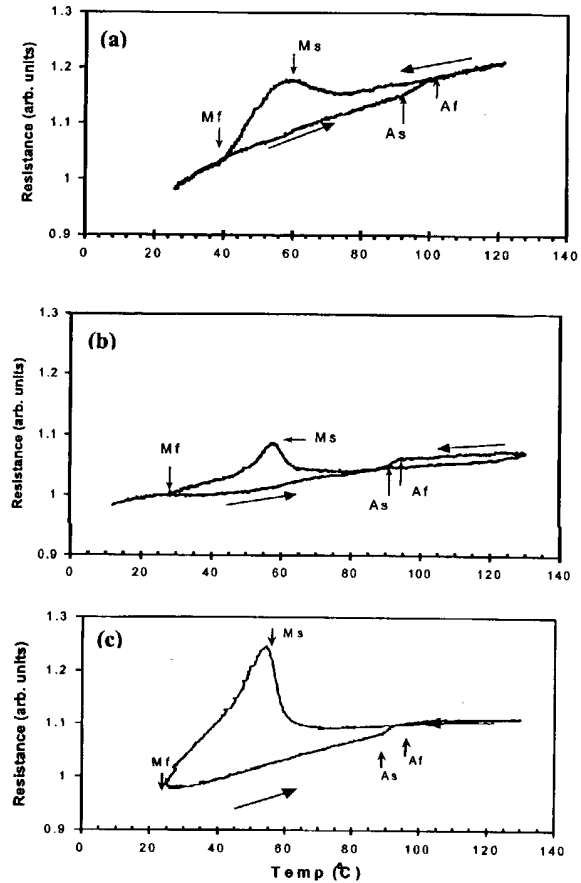 (a)
Resistance (arb. units)
1.3
1.2
1.1
1
0.9
Ms
Mf
As
Af
0 20 40 60 80 100 120 140
(b)
Resistance (arb. units)
1.3
1.2
1.1
1
0.9
Mf
Ms
As
Af
0 20 40 60 80 100 120 140
(c)
Resistance (arb. units)
1.3
1.2
1.1
1
0.9
Ms
Mf
As
Af
0 20 40 60 80 100 120 140
Temp (°C)